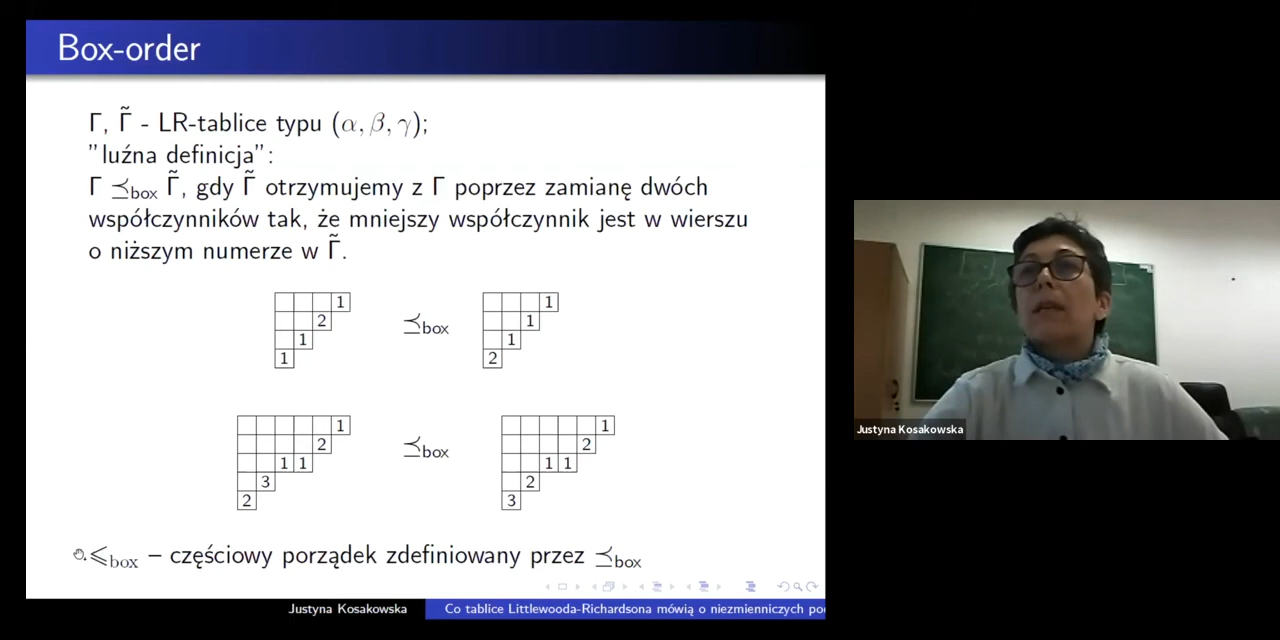 Box-order
Γ, Γ̃ - LR-tablice typu (α, β, γ);
"luźna definicja":
Γ ⪯box Γ̃, gdy Γ̃ otrzymujemy z Γ poprzez zamianę dwóch
współczynników tak, że mniejszy współczynnik jest w wierszu
o niższym numerze w Γ̃.
1 1
2 ⪯box 1
1 1
1 2
1 1
2 ⪯box 2
1 1 1 1
3 2
2 3
⩽box – częściowy porządek zdefiniowany przez ⪯box
Justyna Kosakowska Co tablice Littlewooda-Richardsona mówią o niezmienniczych po
Justyna Kosakowska